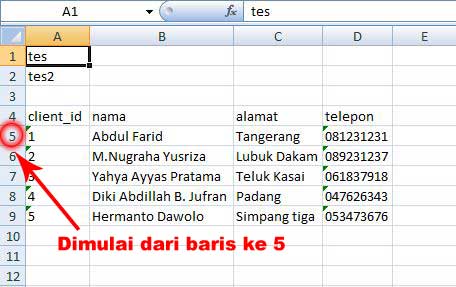 A1 fx tes
A B C D E
1 tes
2 tes2
3
4 client_id nama alamat telepon
5 1 Abdul Farid Tangerang 081231231
6 2 M.Nugraha Yusriza Lubuk Dakam 089231237
7 3 Yahya Ayyas Pratama Teluk Kasai 061837918
8 4 Diki Abdillah B. Jufran Padang 047626343
9 5 Hermanto Dawolo Simpang tiga 053473676
10
11 Dimulai dari baris ke 5
12